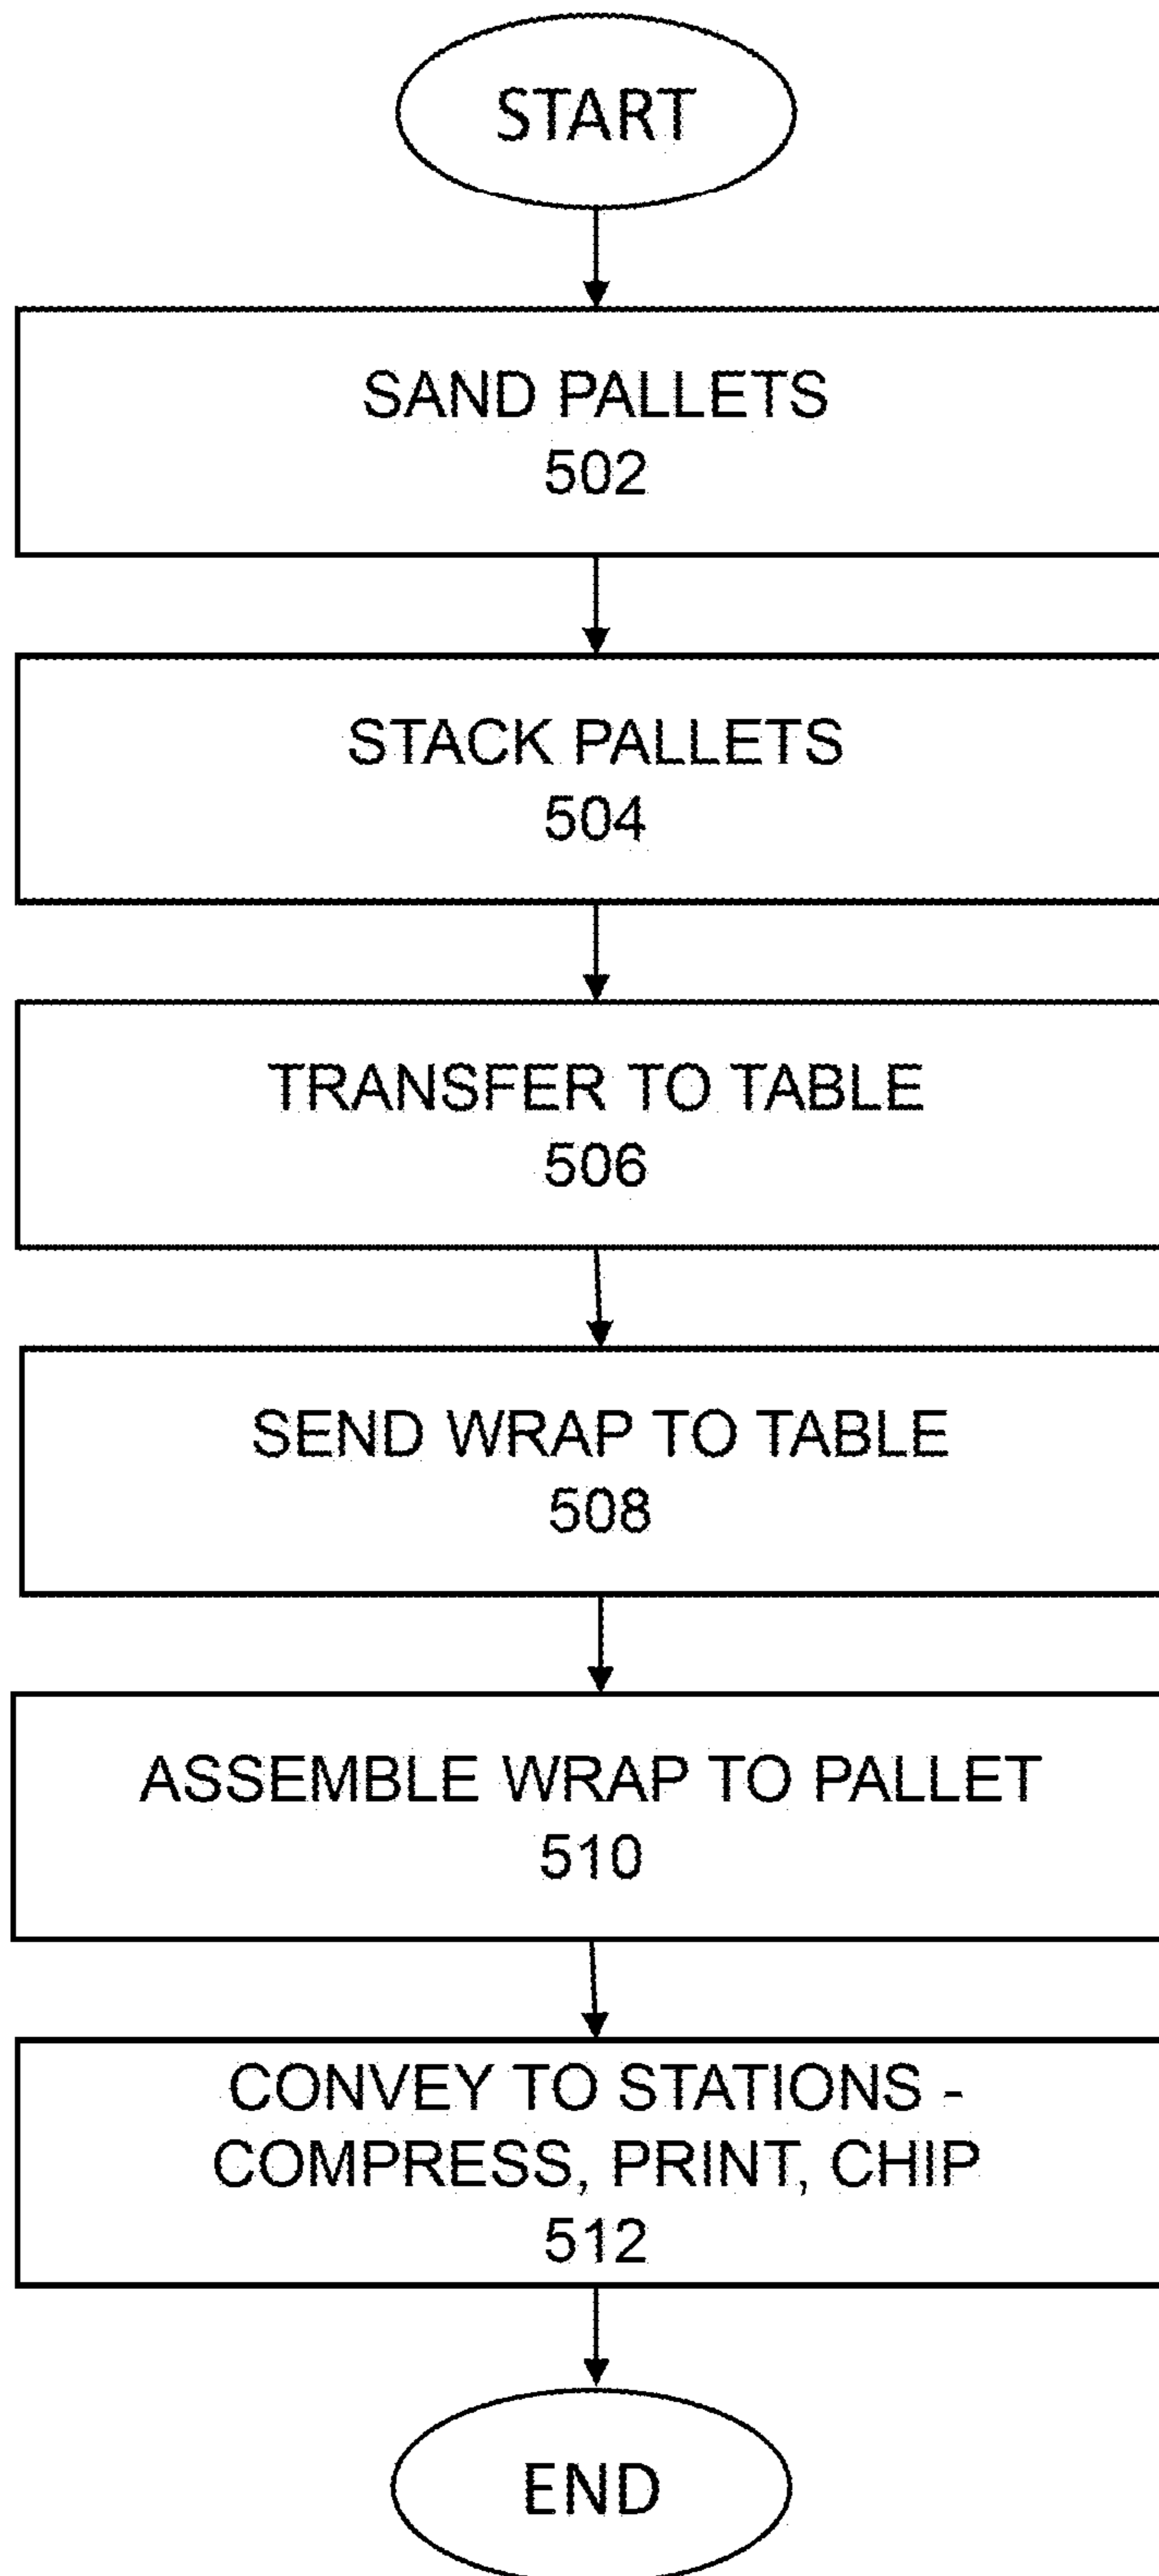 START
SAND PALLETS
502
STACK PALLETS
504
TRANSFER TO TABLE
506
SEND WRAP TO TABLE
508
ASSEMBLE WRAP TO PALLET
510
CONVEY TO STATIONS -
COMPRESS, PRINT, CHIP
512
END